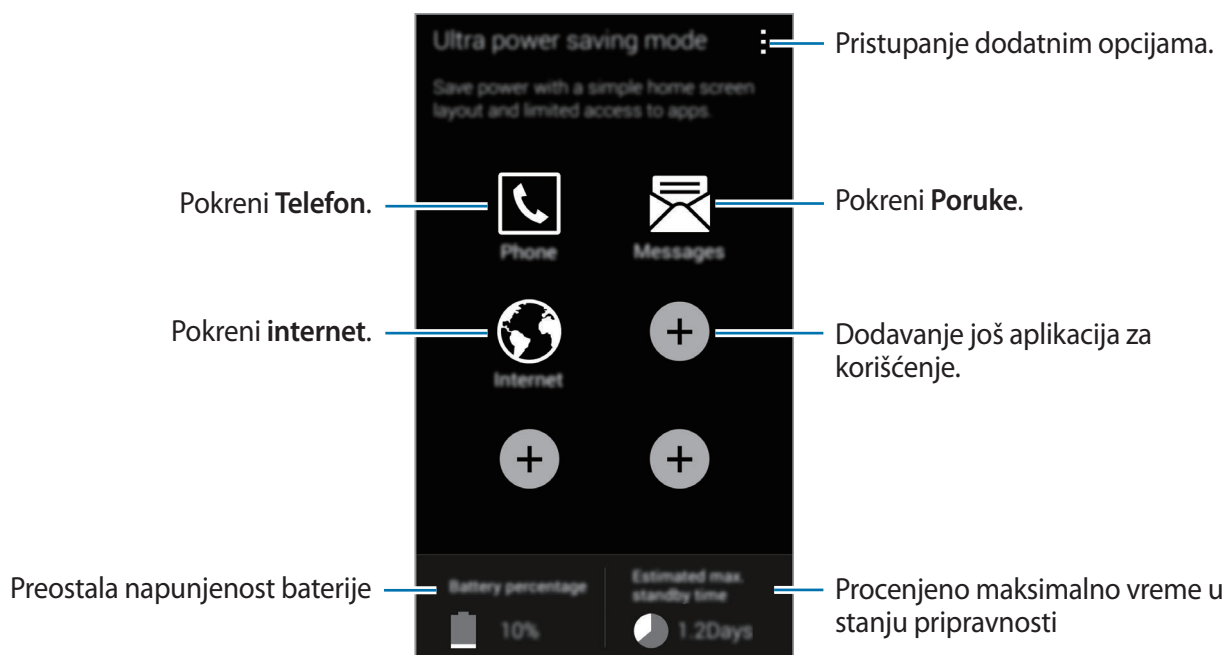 Ultra power saving mode
Pristupanje dodatnim opcijama.
Save power with a simple home screen
layout and limited access to apps.
Pokreni Telefon.
Pokreni Poruke.
Phone
Messages
Pokreni internet.
Dodavanje još aplikacija za
korišćenje.
Internet
Preostala napunjenost baterije
Battery percentage
10%
Estimated max.
standby time
1.2Days
Procenjeno maksimalno vreme u
stanju pripravnosti